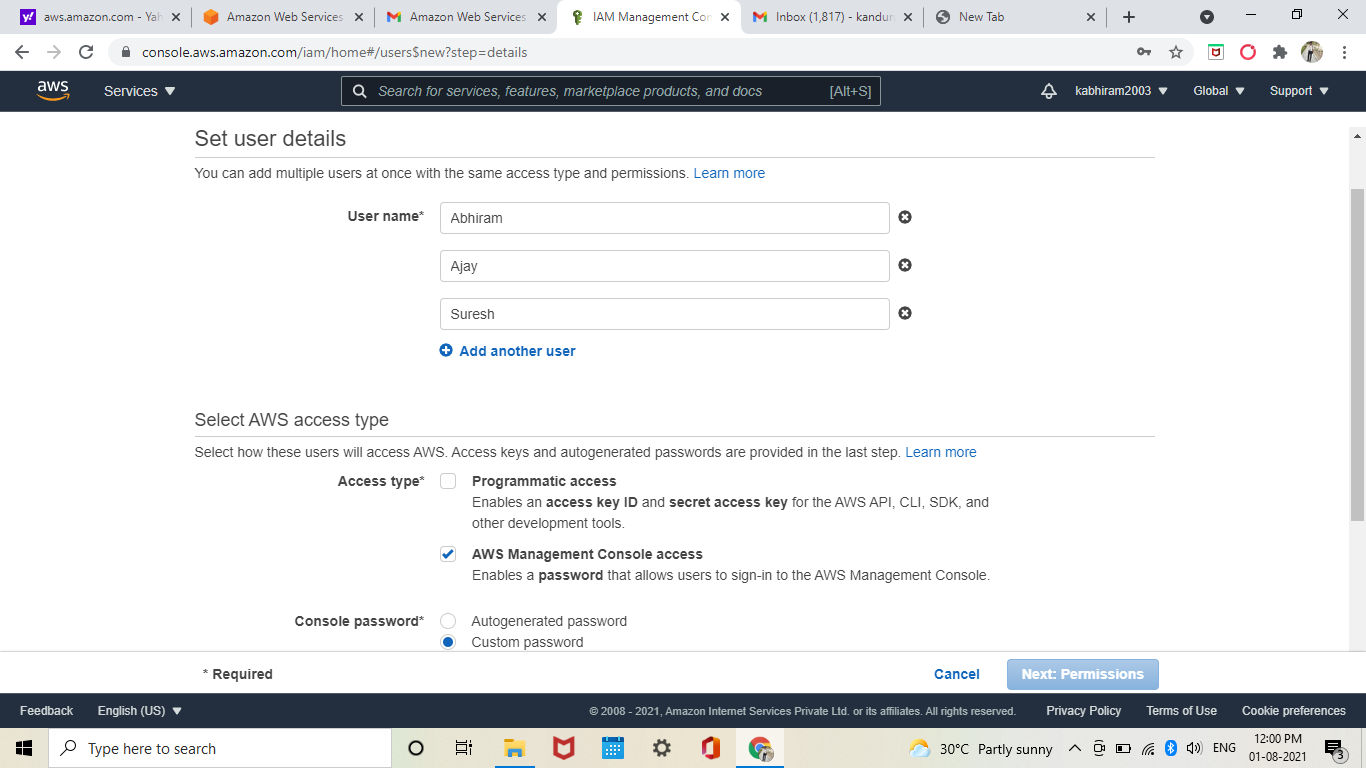 aws.amazon.com - Yah
Amazon Web Services
Amazon Web Services
IAM Management Con
Inbox (1,817) - kandur
New Tab
console.aws.amazon.com/iam/home#/users$new?step=details
aws
Services
Search for services, features, marketplace products, and docs
[Alt+S]
kabhiram2003
Global
Support
Set user details
You can add multiple users at once with the same access type and permissions. Learn more
User name*
Abhiram
Ajay
Suresh
Add another user
Select AWS access type
Select how these users will access AWS. Access keys and autogenerated passwords are provided in the last step. Learn more
Access type*
Programmatic access
Enables an access key ID and secret access key for the AWS API, CLI, SDK, and
other development tools.
AWS Management Console access
Enables a password that allows users to sign-in to the AWS Management Console.
Console password*
Autogenerated password
Custom password
* Required
Cancel
Next: Permissions
Feedback
English (US)
© 2008 - 2021, Amazon Internet Services Private Ltd. or its affiliates. All rights reserved.
Privacy Policy
Terms of Use
Cookie preferences
Type here to search
30°C Partly sunny
ENG
12:00 PM
01-08-2021
3